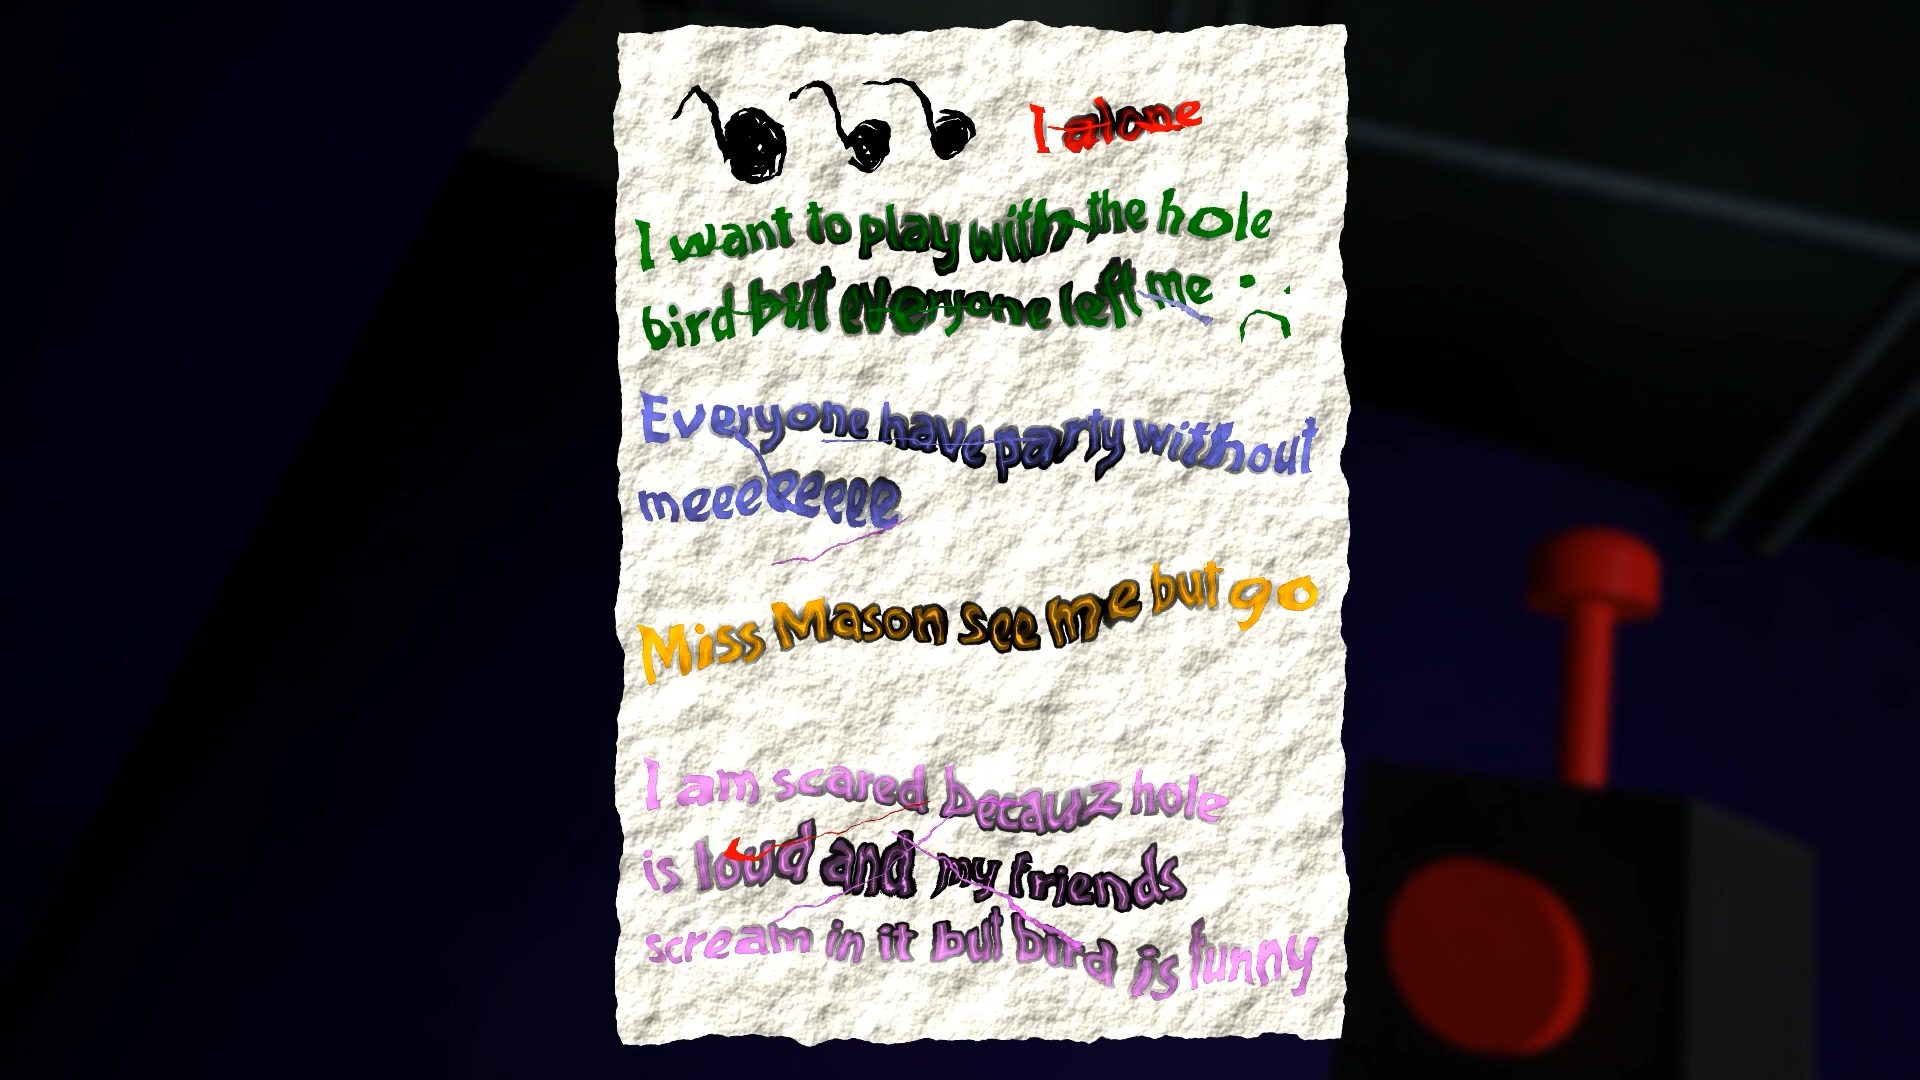 I alone
I want to play with the hole
bird but everyone left me :(
Everyone have party without
meeeeeeee
Miss Mason see me but go
I am scared becauz hole
is loud and my friends
scream in it but bird is funny